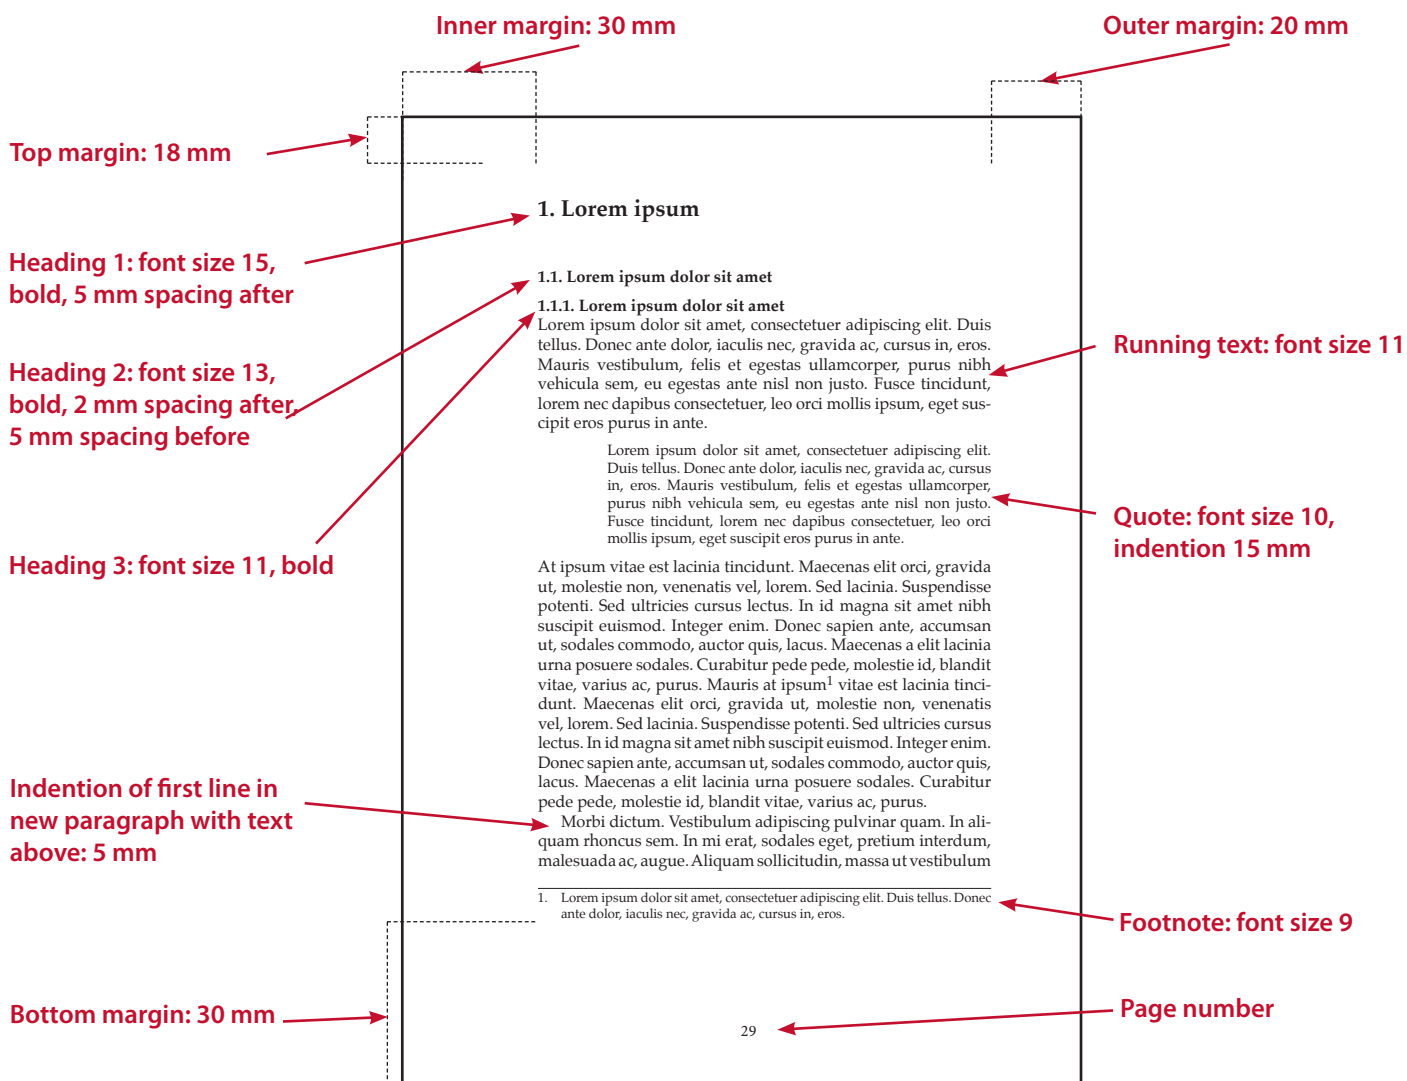 Inner margin: 30 mm
Outer margin: 20 mm
Top margin: 18 mm
1. Lorem ipsum
Heading 1: font size 15,
bold, 5 mm spacing after
1.1. Lorem ipsum dolor sit amet
1.1.1. Lorem ipsum dolor sit amet
Lorem ipsum dolor sit amet, consectetuer adipiscing elit. Duis
tellus. Donec ante dolor, iaculis nec, gravida ac, cursus in, eros.
Mauris vestibulum, felis et egestas ullamcorper, purus nibh
vehicula sem, eu egestas ante nisl non justo. Fusce tincidunt,
lorem nec dapibus consectetuer, leo orci mollis ipsum, eget sus-
cipit eros purus in ante.
Running text: font size 11
Heading 2: font size 13,
bold, 2 mm spacing after,
5 mm spacing before
Lorem ipsum dolor sit amet, consectetuer adipiscing elit.
Duis tellus. Donec ante dolor, iaculis nec, gravida ac, cursus
in, eros. Mauris vestibulum, felis et egestas ullamcorper,
purus nibh vehicula sem, eu egestas ante nisl non justo.
Fusce tincidunt, lorem nec dapibus consectetuer, leo orci
mollis ipsum, eget suscipit eros purus in ante.
Quote: font size 10,
indention 15 mm
Heading 3: font size 11, bold
At ipsum vitae est lacinia tincidunt. Maecenas elit orci, gravida
ut, molestie non, venenatis vel, lorem. Sed lacinia. Suspendisse
potenti. Sed ultricies cursus lectus. In id magna sit amet nibh
suscipit euismod. Integer enim. Donec sapien ante, accumsan
ut, sodales commodo, auctor quis, lacus. Maecenas a elit lacinia
urna posuere sodales. Curabitur pede pede, molestie id, blandit
vitae, varius ac, purus. Mauris at ipsum1 vitae est lacinia tinci-
dunt. Maecenas elit orci, gravida ut, molestie non, venenatis
vel, lorem. Sed lacinia. Suspendisse potenti. Sed ultricies cursus
lectus. In id magna sit amet nibh suscipit euismod. Integer enim.
Donec sapien ante, accumsan ut, sodales commodo, auctor quis,
lacus. Maecenas a elit lacinia urna posuere sodales. Curabitur
pede pede, molestie id, blandit vitae, varius ac, purus.
Indention of first line in
new paragraph with text
above: 5 mm
Morbi dictum. Vestibulum adipiscing pulvinar quam. In ali-
quam rhoncus sem. In mi erat, sodales eget, pretium interdum,
malesuada ac, augue. Aliquam sollicitudin, massa ut vestibulum
1. Lorem ipsum dolor sit amet, consectetuer adipiscing elit. Duis tellus. Donec
ante dolor, iaculis nec, gravida ac, cursus in, eros.
Footnote: font size 9
Bottom margin: 30 mm
Page number
29